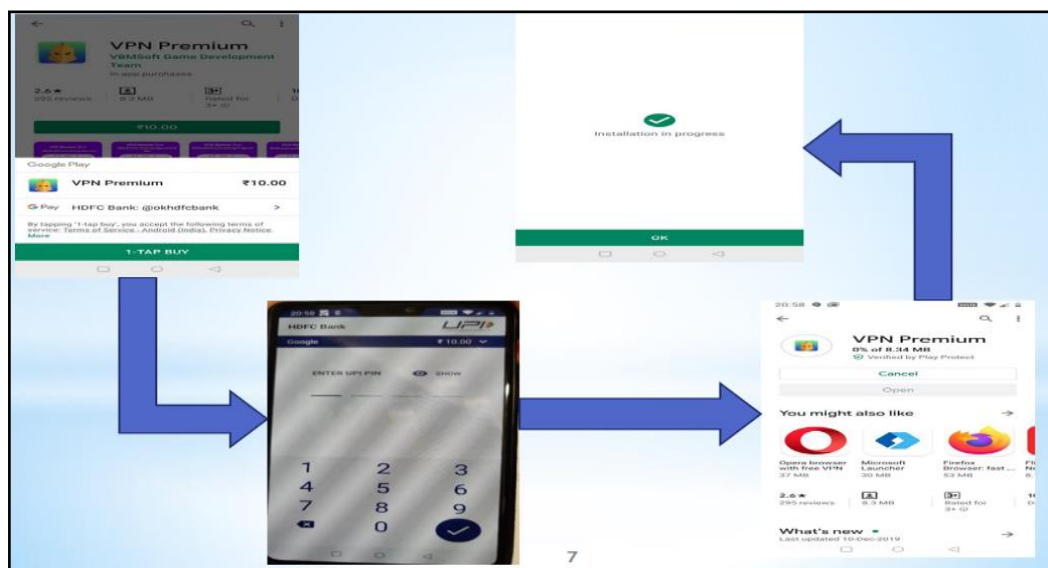 VPN Premium
VBMSoft Game Development
Team
In-app purchases
2.6★
295 reviews
8.3 MB
3+
Rated for
3+
₹10.00
Google Play
VPN Premium ₹10.00
G Pay HDFC Bank: @okhdfcbank >
By tapping '1-tap buy', you accept the following terms of
service: Terms of Service - Android (India), Privacy Notice.
More
1-TAP BUY
Installation in progress
OK
20:58
HDFC Bank UPI
Google ₹ 10.00
ENTER UPI PIN SHOW
1 2 3
4 5 6
7 8 9
0
20:58
VPN Premium
0% of 8.34 MB
Verified by Play Protect
Cancel
Open
You might also like
Opera browser
with free VPN
37 MB
Microsoft
Launcher
30 MB
Firefox
Browser: fast ...
53 MB
2.6★
295 reviews
8.3 MB
3+
Rated for
3+
What's new
Last updated 10-Dec-2019
7